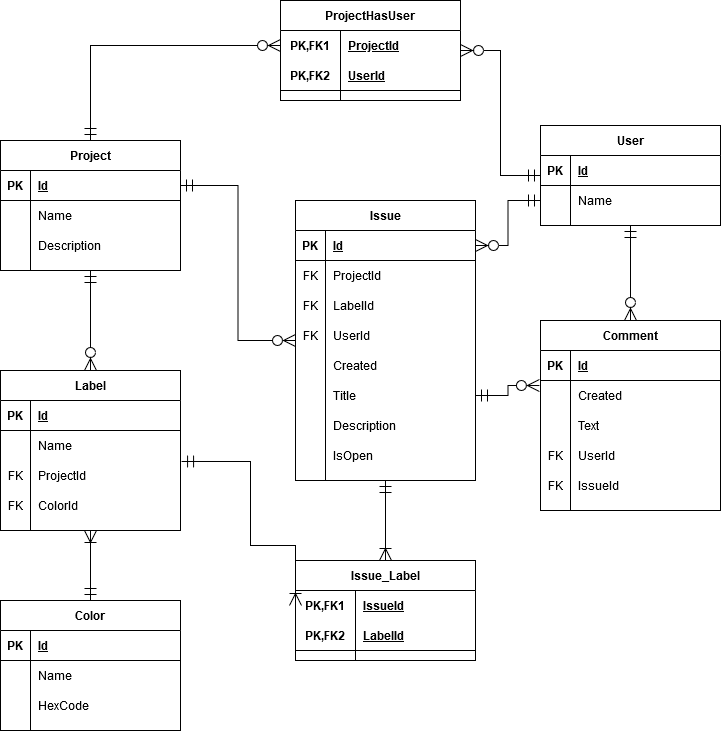 ProjectHasUser
PK,FK1 ProjectId
PK,FK2 UserId
Project
PK Id
Name
Description
User
PK Id
Name
Issue
PK Id
FK ProjectId
FK LabelId
FK UserId
Created
Title
Description
IsOpen
Comment
PK Id
Created
Text
FK UserId
FK IssueId
Label
PK Id
Name
FK ProjectId
FK ColorId
Issue_Label
PK,FK1 IssueId
PK,FK2 LabelId
Color
PK Id
Name
HexCode